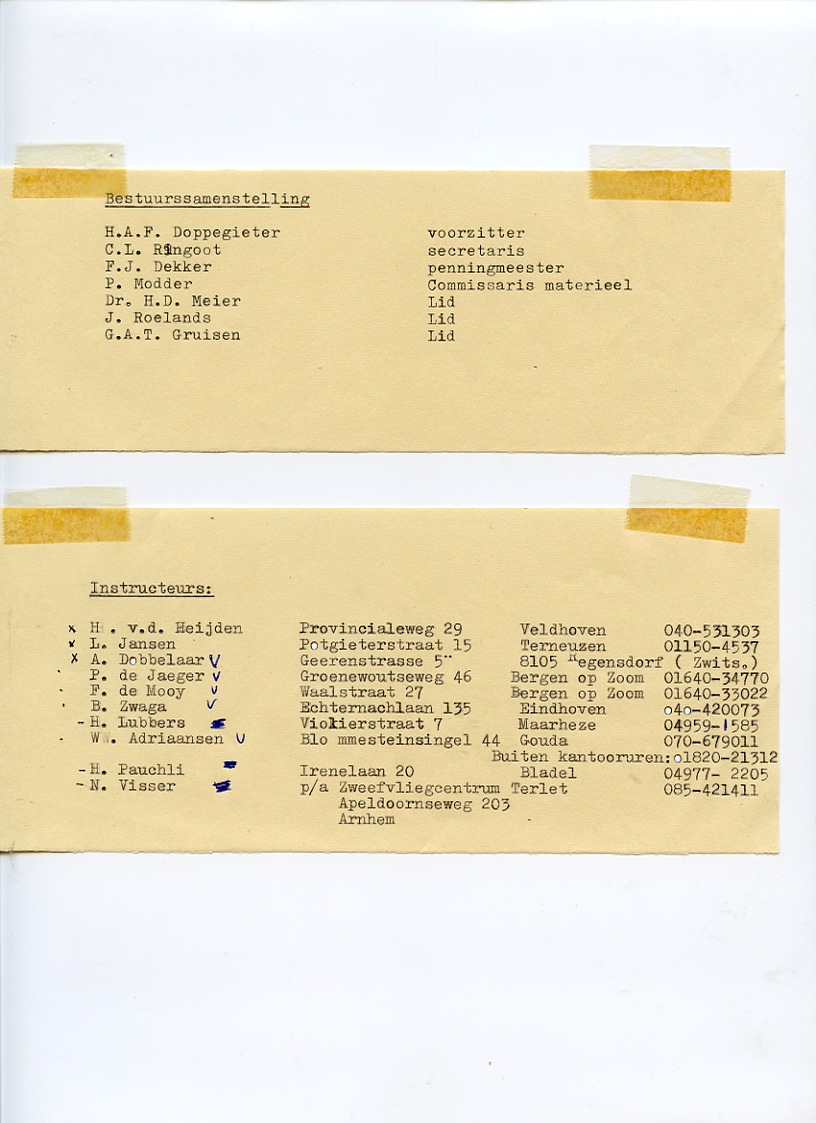 Bestuurssamenstelling
H.A.F. Doppegieter voorzitter
C.L. Ringoot secretaris
F.J. Dekker penningmeester
P. Modder Commissaris materieel
Dr. H.D. Meier Lid
J. Roelands Lid
G.A.T. Gruisen Lid
Instructeurs:
x H. v.d. Heijden Provincialeweg 29 Veldhoven 040-531303
x L. Jansen Potgieterstraat 15 Terneuzen 01150-4537
x A. Dobbelaar V Geerenstrasse 5¨ 8105 Regensdorf ( Zwits.)
P. de Jaeger V Groenewoutseweg 46 Bergen op Zoom 01640-34770
F. de Mooy V Waalstraat 27 Bergen op Zoom 01640-33022
B. Zwaga V Echternachlaan 135 Eindhoven o4o-420073
- H. Lubbers Violierstraat 7 Maarheze 04959-1585
- W. Adriaansen V Blo mmesteinsingel 44 Gouda 070-679011
Buiten kantooruren: o1820-21312
- H. Pauchli Irenelaan 20 Bladel 04977- 2205
- N. Visser p/a Zweefvliegcentrum Terlet 085-421411
Apeldoornseweg 203
Arnhem